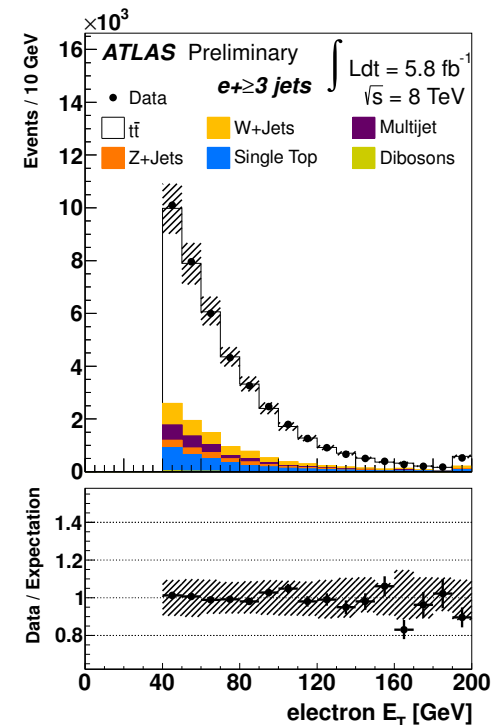 ×10³
ATLAS Preliminary
∫ Ldt = 5.8 fb⁻¹
e+≥3 jets
√s = 8 TeV
Data
tt̄ W+Jets Multijet
Z+Jets Single Top Dibosons
Events / 10 GeV
16
14
12
10
8
6
4
2
0
Data / Expectation
1.4
1.2
1
0.8
0 40 80 120 160 200
electron E_T [GeV]